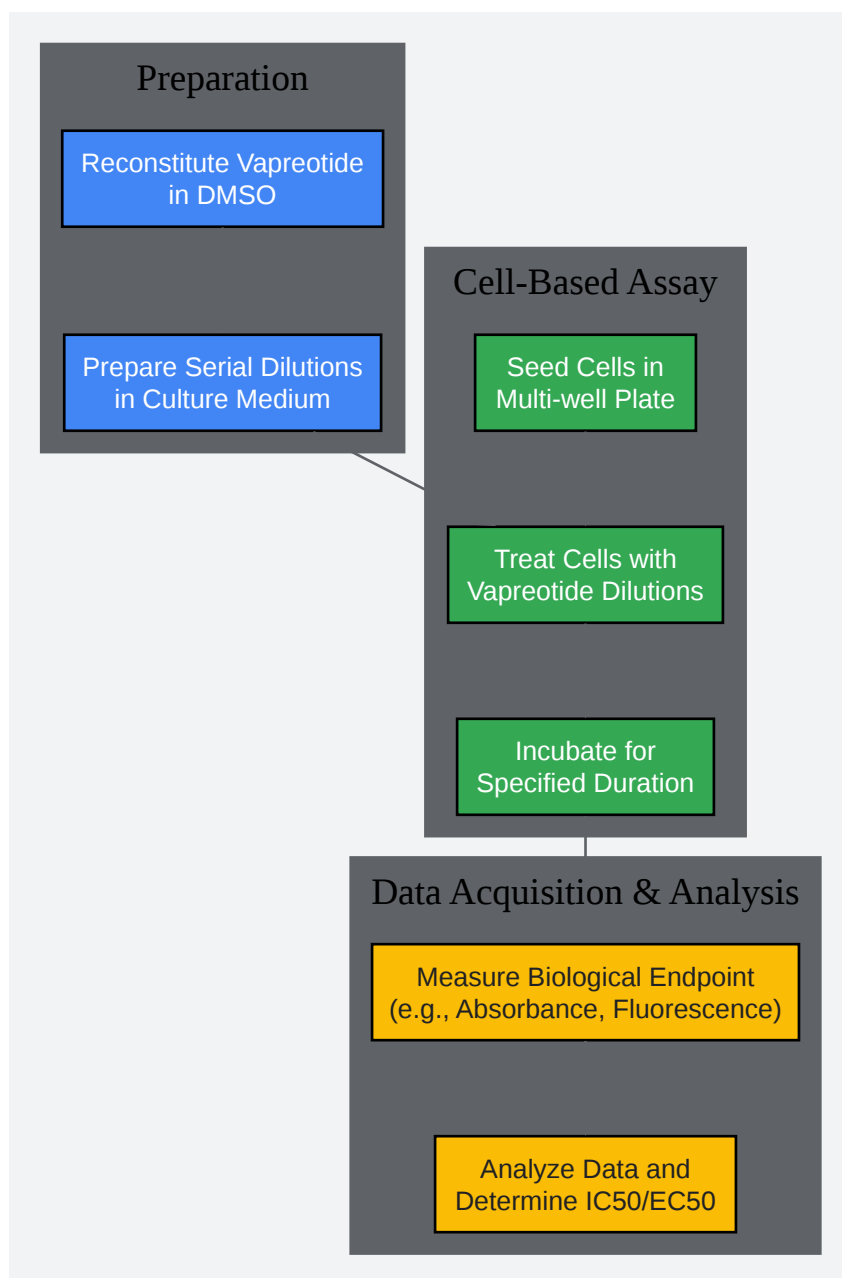 Preparation
Reconstitute Vapreotide
in DMSO
Prepare Serial Dilutions
in Culture Medium
Cell-Based Assay
Seed Cells in
Multi-well Plate
Treat Cells with
Vapreotide Dilutions
Incubate for
Specified Duration
Data Acquisition & Analysis
Measure Biological Endpoint
(e.g., Absorbance, Fluorescence)
Analyze Data and
Determine IC50/EC50